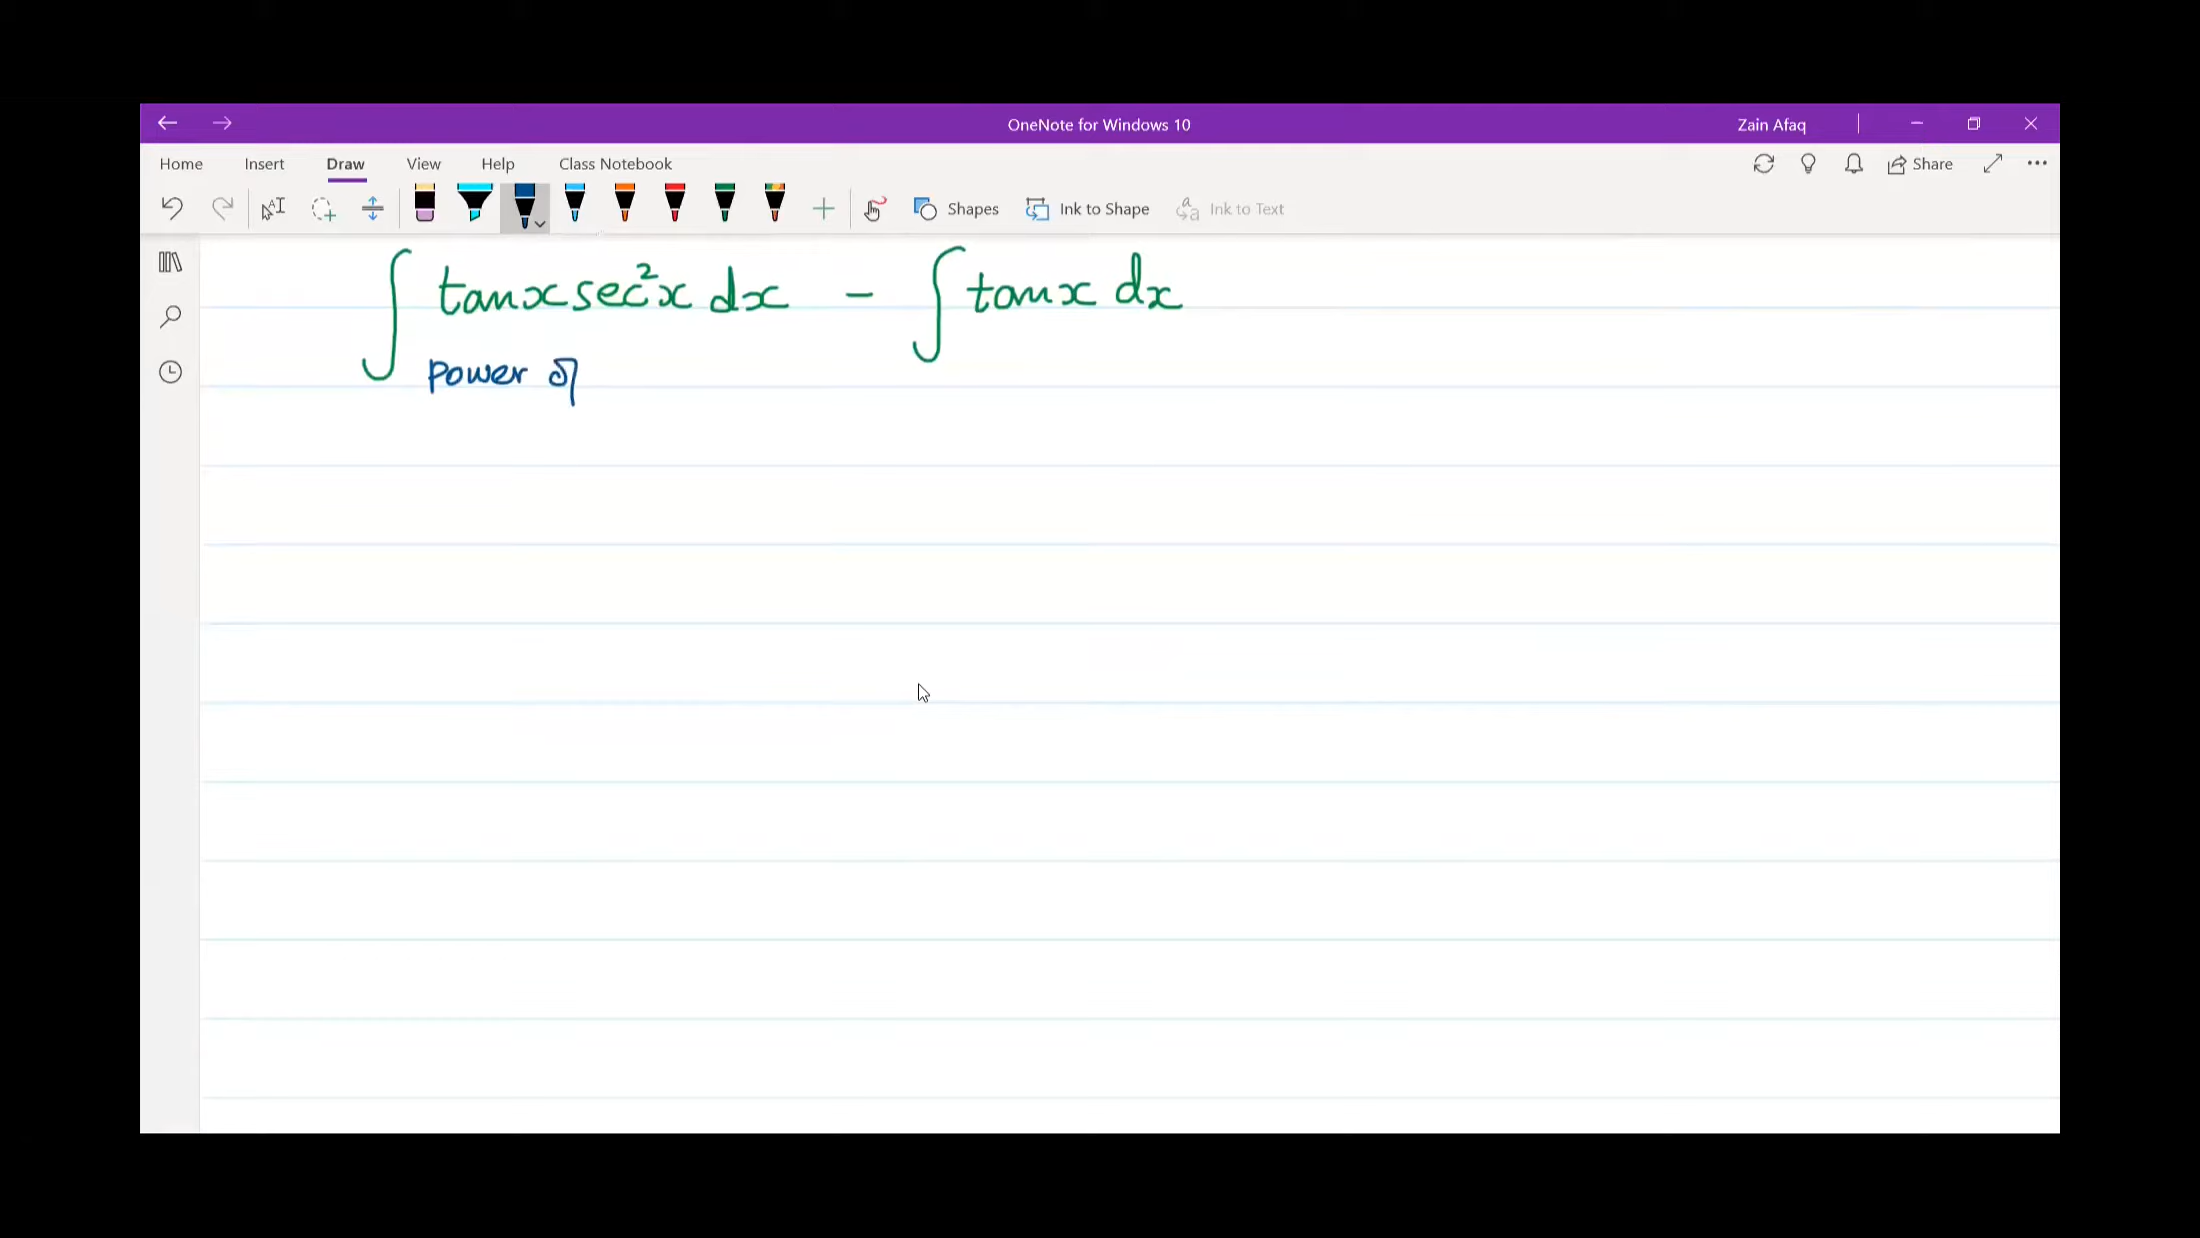 OneNote for Windows 10
Zain Afaq
Home Insert Draw View Help Class Notebook Share
Shapes Ink to Shape Ink to Text
∫ tanx sec²x dx - ∫ tanx dx
power of